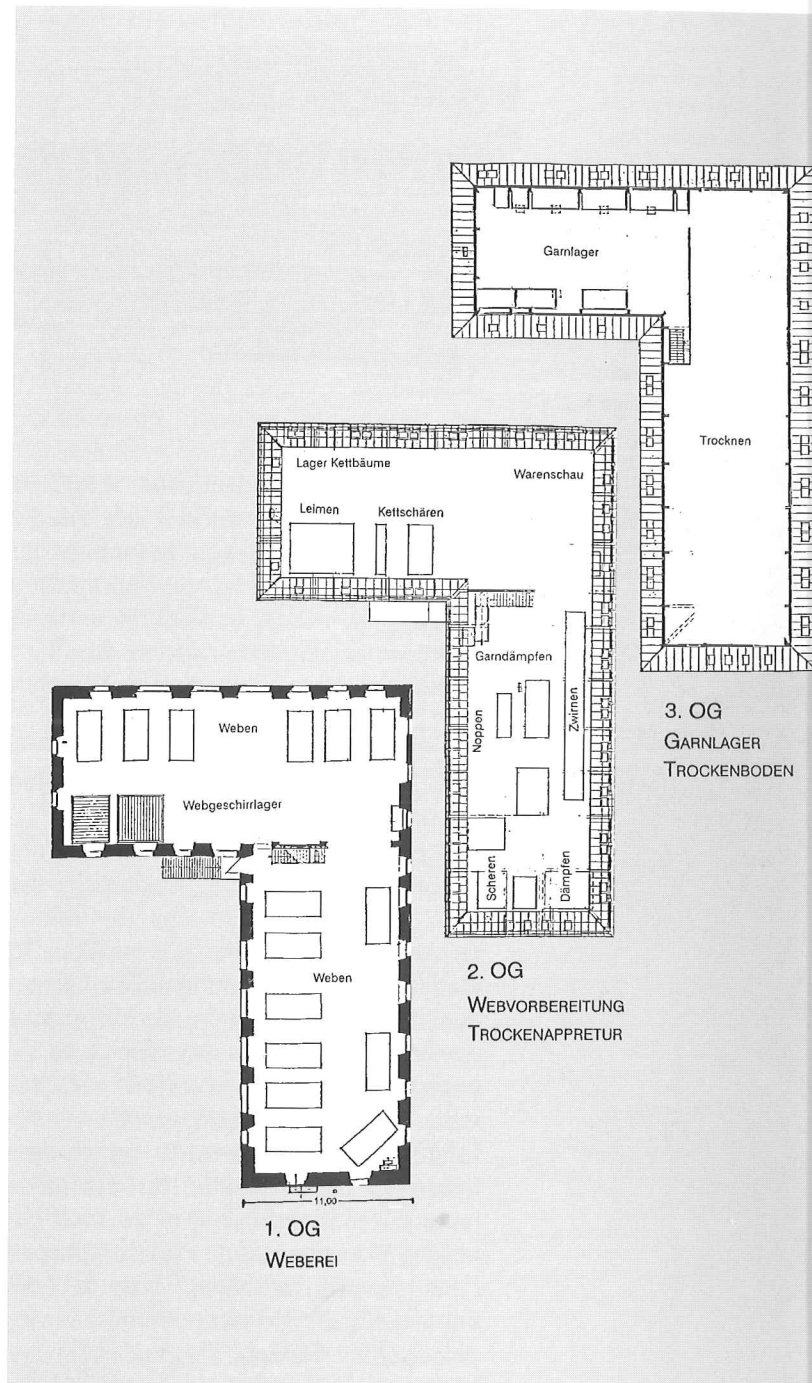 Garnlager
Trocknen
3. OG
GARNLAGER
TROCKENBODEN
Lager Kettbäume
Warenschau
Leimen
Kettschären
Garndämpfen
Noppen
Zwirnen
Scheren
Dämpfen
2. OG
WEBVORBEREITUNG
TROCKENAPPRETUR
Weben
Webgeschirrlager
Weben
11,00
1. OG
WEBEREI